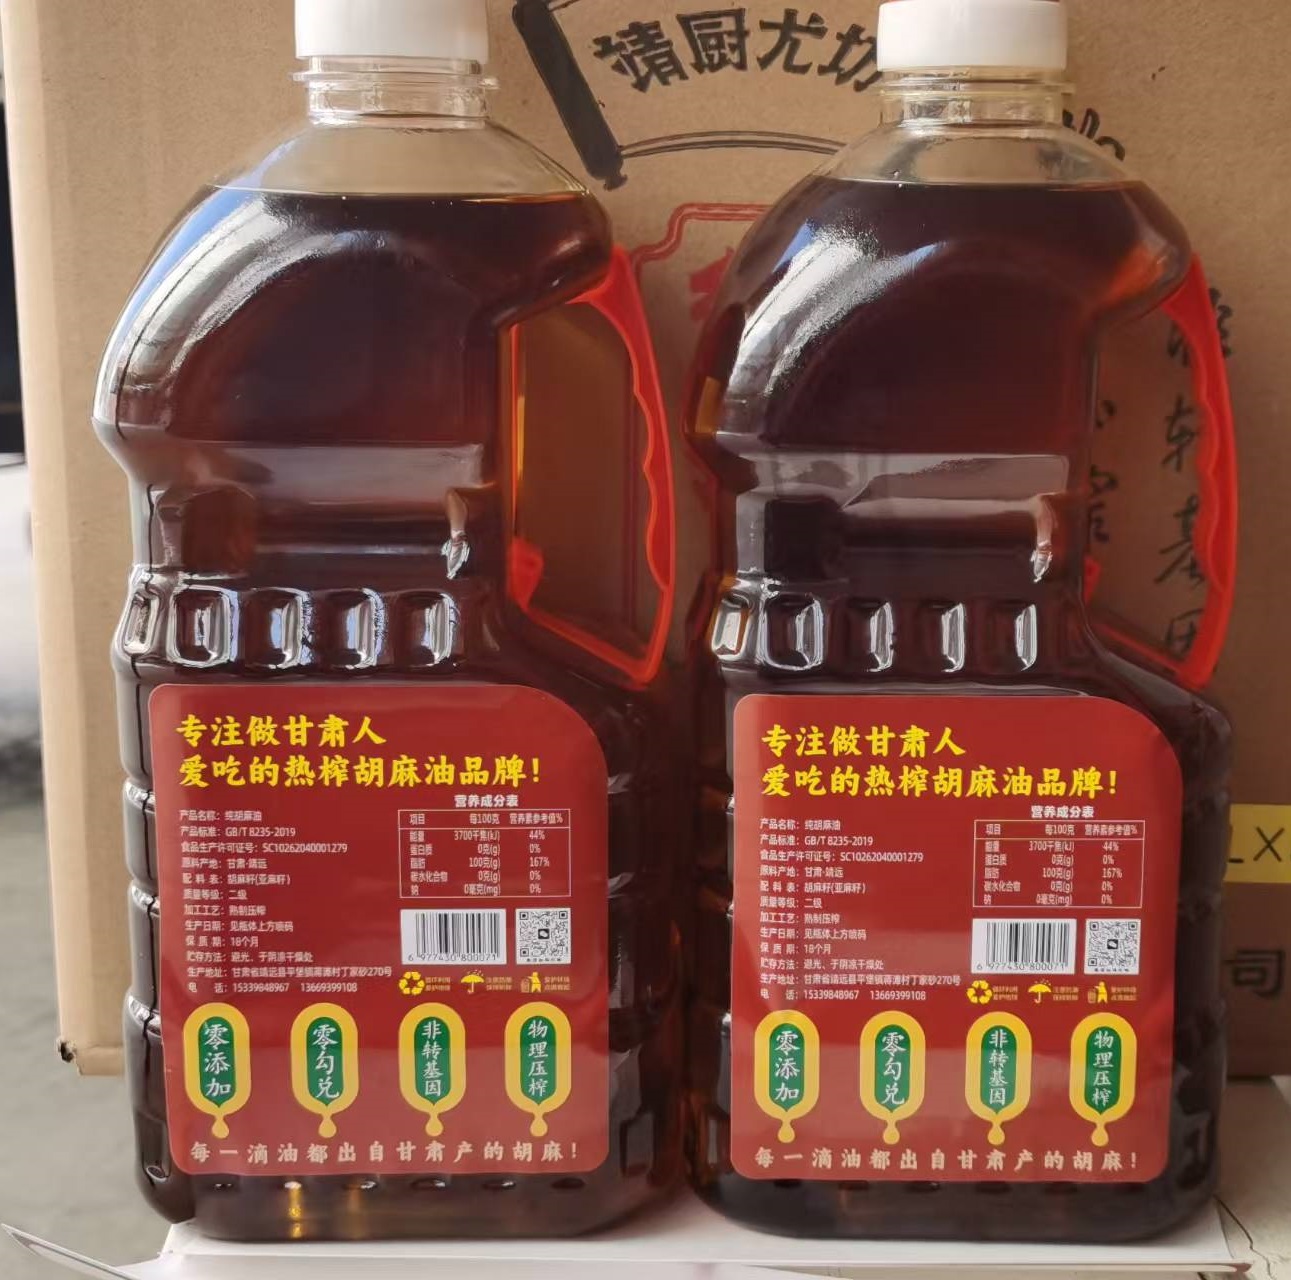 靖厨尤坊
非转基因
司
专注做甘肃人
爱吃的热榨胡麻油品牌!
产品名称: 纯胡麻油
产品标准: GB/T 8235-2019
食品生产许可证号: SC10262040001279
原料产地: 甘肃·靖远
配 料 表: 胡麻籽(亚麻籽)
质量等级: 二级
加工工艺: 熟制压榨
生产日期: 见瓶体上方喷码
保 质 期: 18个月
贮存方法: 避光、于阴凉干燥处
生产地址: 甘肃省靖远县平堡镇蒋滩村丁家砂270号
电 话: 15339848967 13669399108
营养成分表
项目 每100克 营养素参考值%
能量 3700千焦(kJ) 44%
蛋白质 0克(g) 0%
脂肪 100克(g) 167%
碳水化合物 0克(g) 0%
钠 0毫克(mg) 0%
6 977430 800071
零添加
零勾兑
非转基因
物理压榨
每一滴油都出自甘肃产的胡麻!
专注做甘肃人
爱吃的热榨胡麻油品牌!
产品名称: 纯胡麻油
产品标准: GB/T 8235-2019
食品生产许可证号: SC10262040001279
原料产地: 甘肃·靖远
配 料 表: 胡麻籽(亚麻籽)
质量等级: 二级
加工工艺: 熟制压榨
生产日期: 见瓶体上方喷码
保 质 期: 18个月
贮存方法: 避光、于阴凉干燥处
生产地址: 甘肃省靖远县平堡镇蒋滩村丁家砂270号
电 话: 15339848967 13669399108
营养成分表
项目 每100克 营养素参考值%
能量 3700千焦(kJ) 44%
蛋白质 0克(g) 0%
脂肪 100克(g) 167%
碳水化合物 0克(g) 0%
钠 0毫克(mg) 0%
6 977430 800071
零添加
零勾兑
非转基因
物理压榨
每一滴油都出自甘肃产的胡麻!